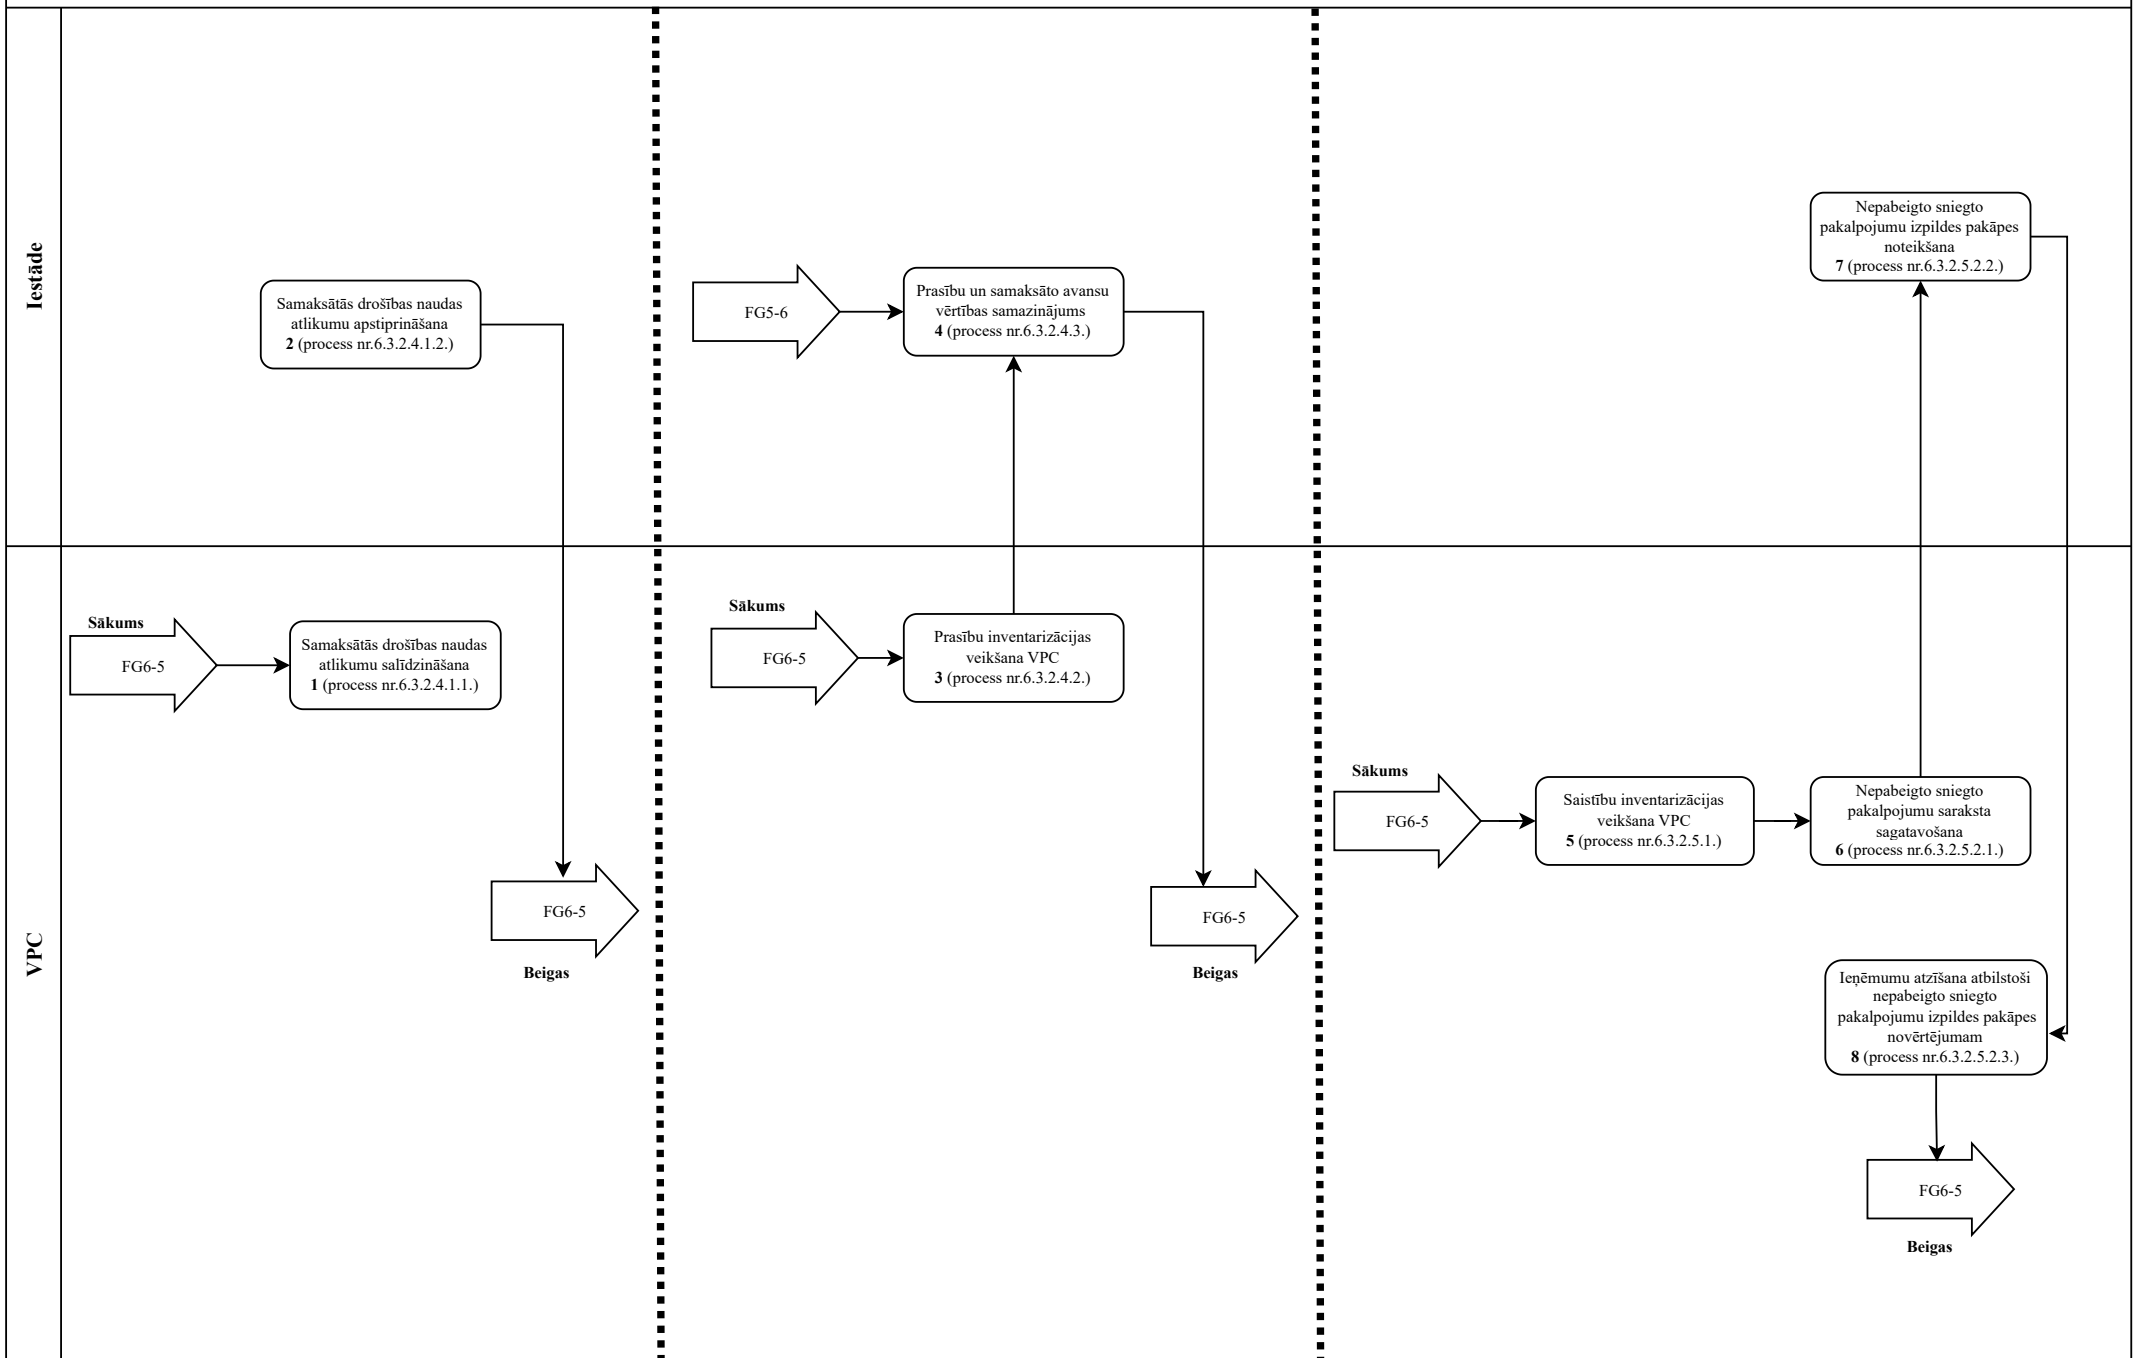 Iestāde
Samaksātās drošības naudas
atlikumu apstiprināšana
2 (process nr.6.3.2.4.1.2.)
FG5-6
Prasību un samaksāto avansu
vērtības samazinājums
4 (process nr.6.3.2.4.3.)
Nepabeigto sniegto
pakalpojumu izpildes pakāpes
noteikšana
7 (process nr.6.3.2.5.2.2.)
VPC
Sākums
FG6-5
Samaksātās drošības naudas
atlikumu salīdzināšana
1 (process nr.6.3.2.4.1.1.)
FG6-5
Beigas
Sākums
FG6-5
Prasību inventarizācijas
veikšana VPC
3 (process nr.6.3.2.4.2.)
FG6-5
Beigas
Sākums
FG6-5
Saistību inventarizācijas
veikšana VPC
5 (process nr.6.3.2.5.1.)
Nepabeigto sniegto
pakalpojumu saraksta
sagatavošana
6 (process nr.6.3.2.5.2.1.)
Ieņēmumu atzīšana atbilstoši
nepabeigto sniegto
pakalpojumu izpildes pakāpes
novērtējumam
8 (process nr.6.3.2.5.2.3.)
FG6-5
Beigas